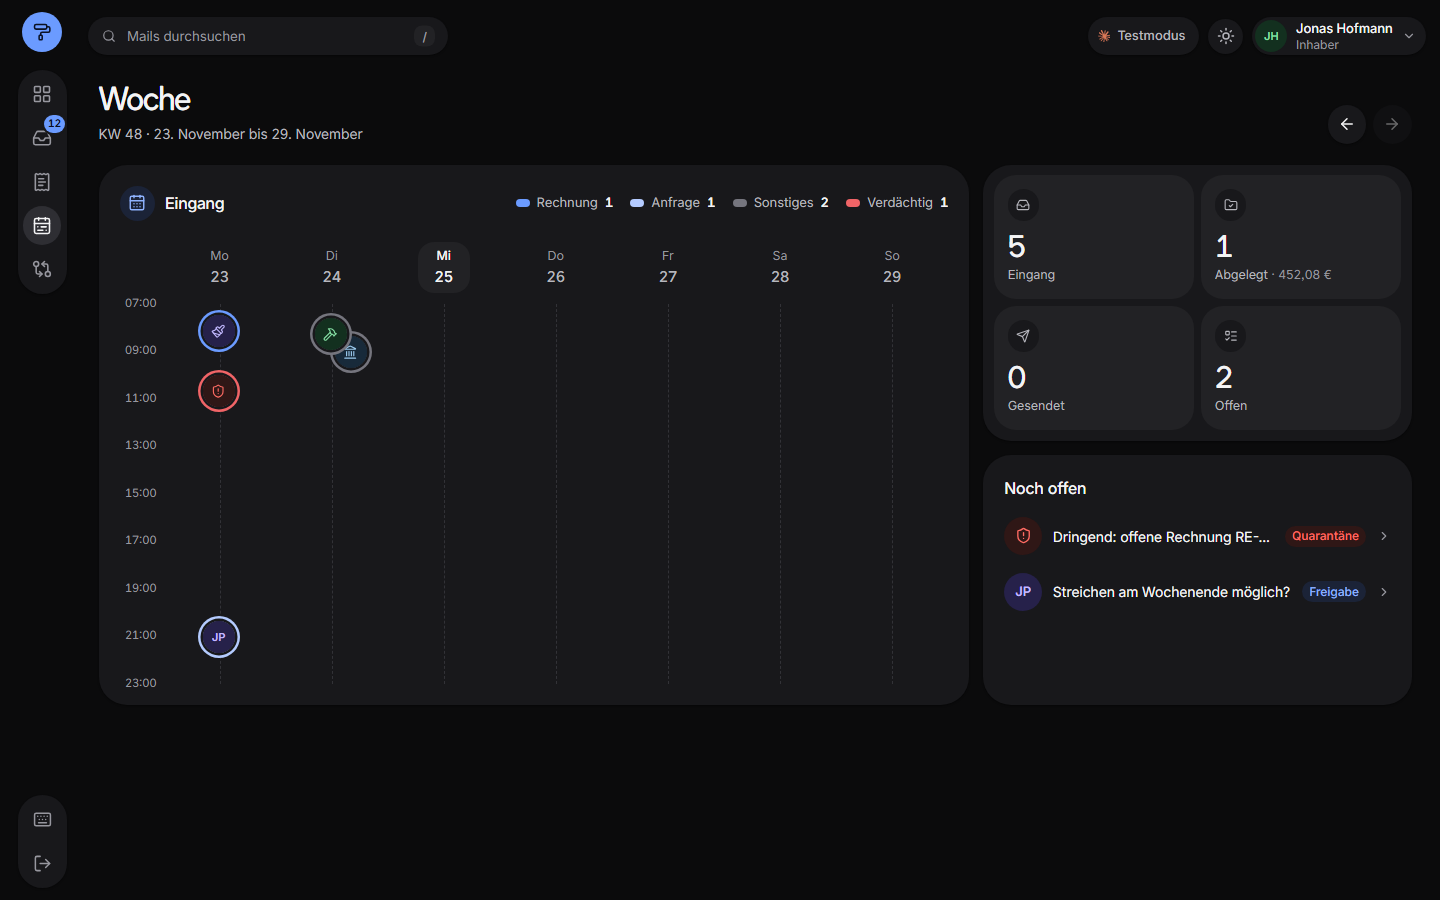 Mails durchsuchen
/
Testmodus
JH
Jonas Hofmann
Inhaber
12
Woche
KW 48 · 23. November bis 29. November
Eingang
Rechnung 1
Anfrage 1
Sonstiges 2
Verdächtig 1
Mo
23
Di
24
Mi
25
Do
26
Fr
27
Sa
28
So
29
07:00
09:00
11:00
13:00
15:00
17:00
19:00
21:00
23:00
JP
5
Eingang
1
Abgelegt · 452,08 €
0
Gesendet
2
Offen
Noch offen
Dringend: offene Rechnung RE-...
Quarantäne
JP
Streichen am Wochenende möglich?
Freigabe